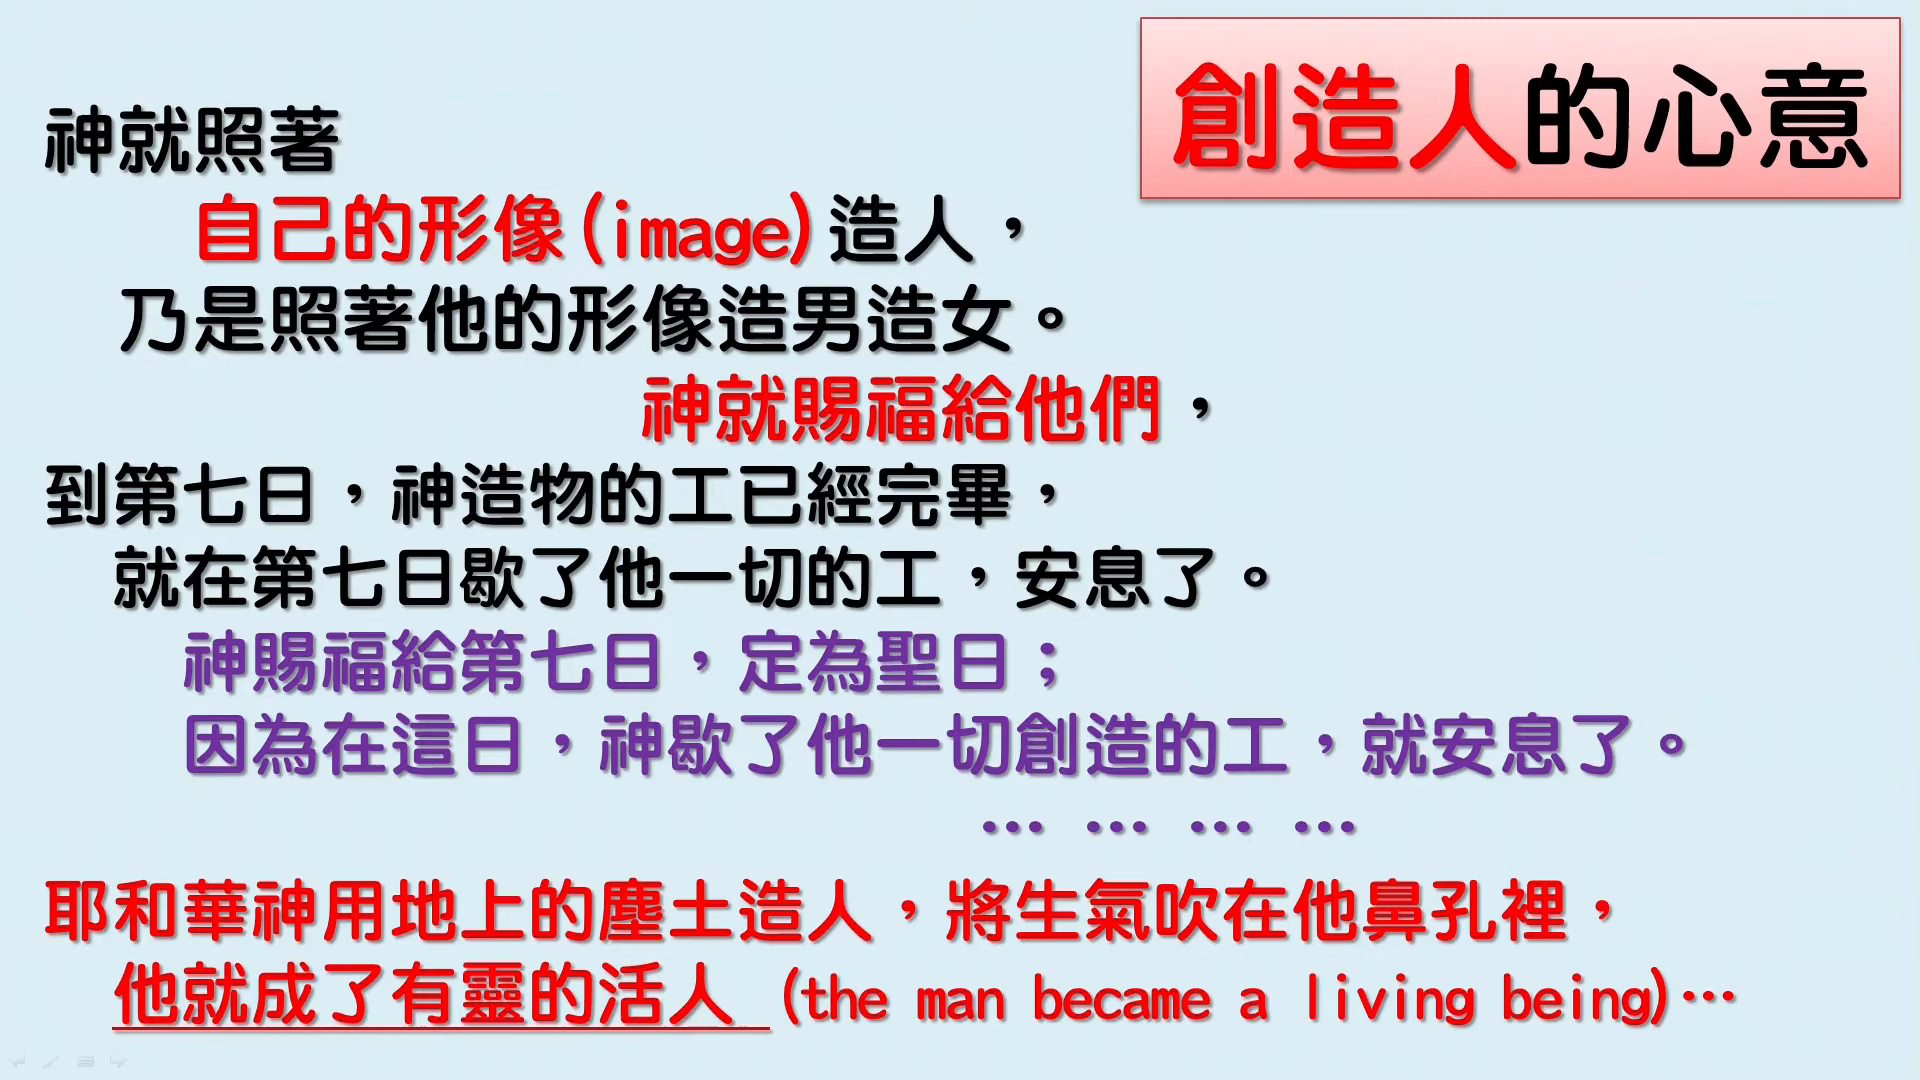 創造人的心意
神就照著
自己的形像(image)造人，
乃是照著他的形像造男造女。
神就賜福給他們，
到第七日，神造物的工已經完畢，
就在第七日歇了他一切的工，安息了。
神賜福給第七日，定為聖日；
因為在這日，神歇了他一切創造的工，就安息了。
… … … …
耶和華神用地上的塵土造人，將生氣吹在他鼻孔裡，
他就成了有靈的活人 (the man became a living being)…